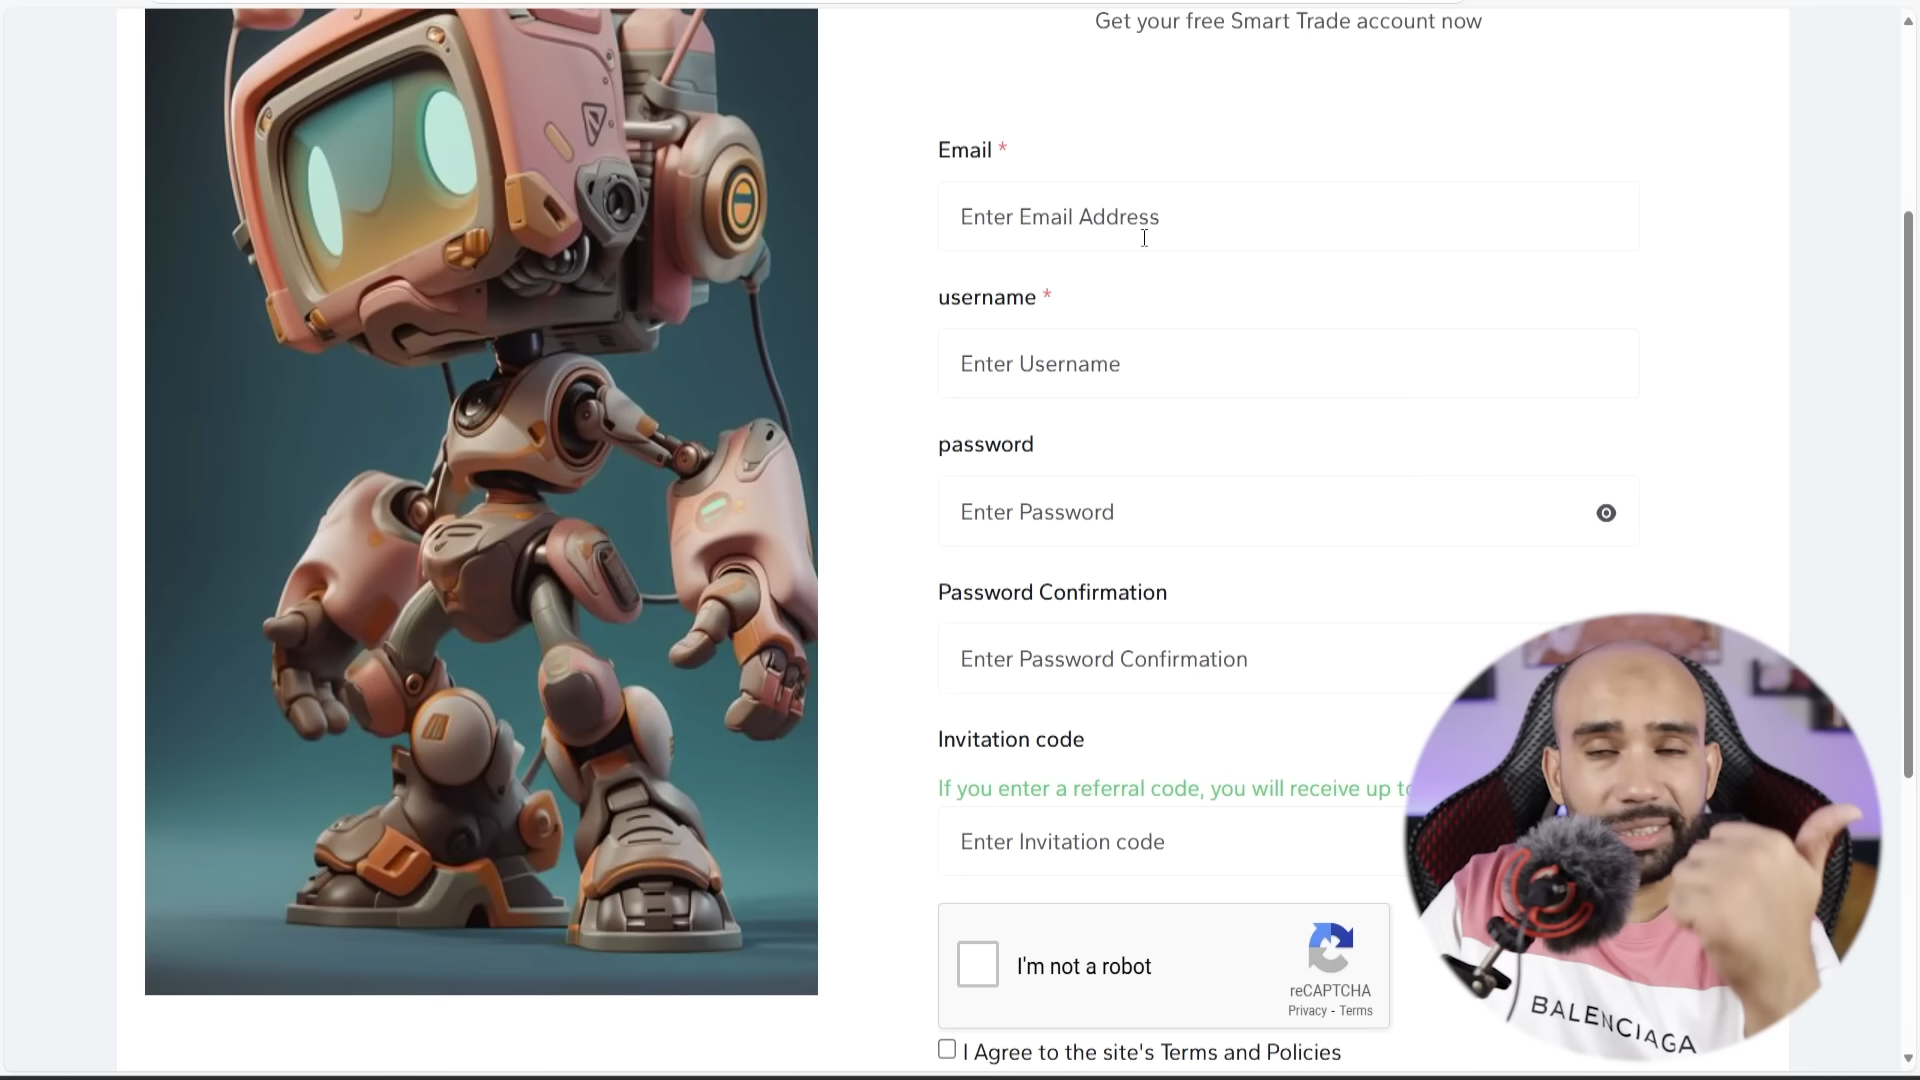 Get your free Smart Trade account now
Email *
Enter Email Address
username *
Enter Username
password
Enter Password
Password Confirmation
Enter Password Confirmation
Invitation code
If you enter a referral code, you will receive up
Enter Invitation code
I'm not a robot
reCAPTCHA
Privacy - Terms
I Agree to the site's Terms and Policies
BALENCIAGA